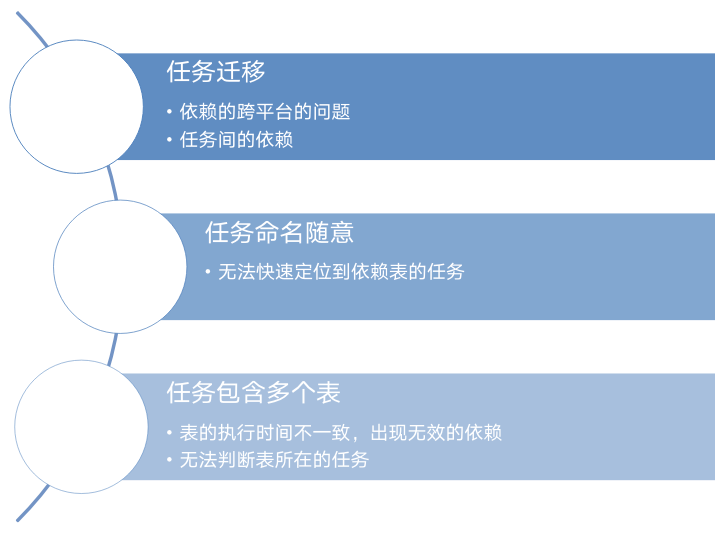 任务迁移
• 依赖的跨平台的问题
• 任务间的依赖
任务命名随意
• 无法快速定位到依赖表的任务
任务包含多个表
• 表的执行时间不一致，出现无效的依赖
• 无法判断表所在的任务